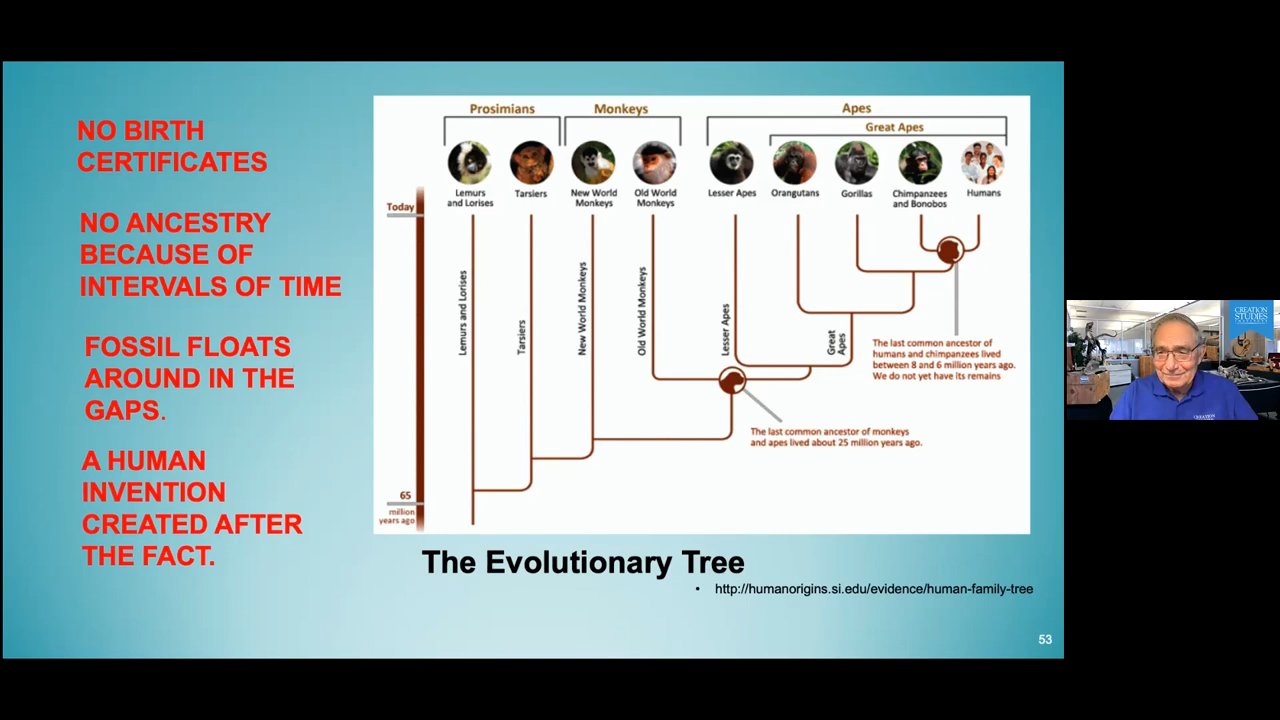 NO BIRTH
CERTIFICATES
NO ANCESTRY
BECAUSE OF
INTERVALS OF TIME
FOSSIL FLOATS
AROUND IN THE
GAPS.
A HUMAN
INVENTION
CREATED AFTER
THE FACT.
Prosimians
Monkeys
Apes
Great Apes
Lemurs
and Lorises
Tarsiers
New World
Monkeys
Old World
Monkeys
Lesser Apes
Orangutans
Gorillas
Chimpanzees
and Bonobos
Humans
Today
Lemurs and Lorises
Tarsiers
New World Monkeys
Old World Monkeys
Lesser Apes
Great
Apes
The last common ancestor of
humans and chimpanzees lived
between 8 and 6 million years ago.
We do not yet have its remains
The last common ancestor of monkeys
and apes lived about 25 million years ago.
65
million
years ago
The Evolutionary Tree
• http://humanorigins.si.edu/evidence/human-family-tree
53
CREATION
STUDIES
INSTITUTE
CREATION